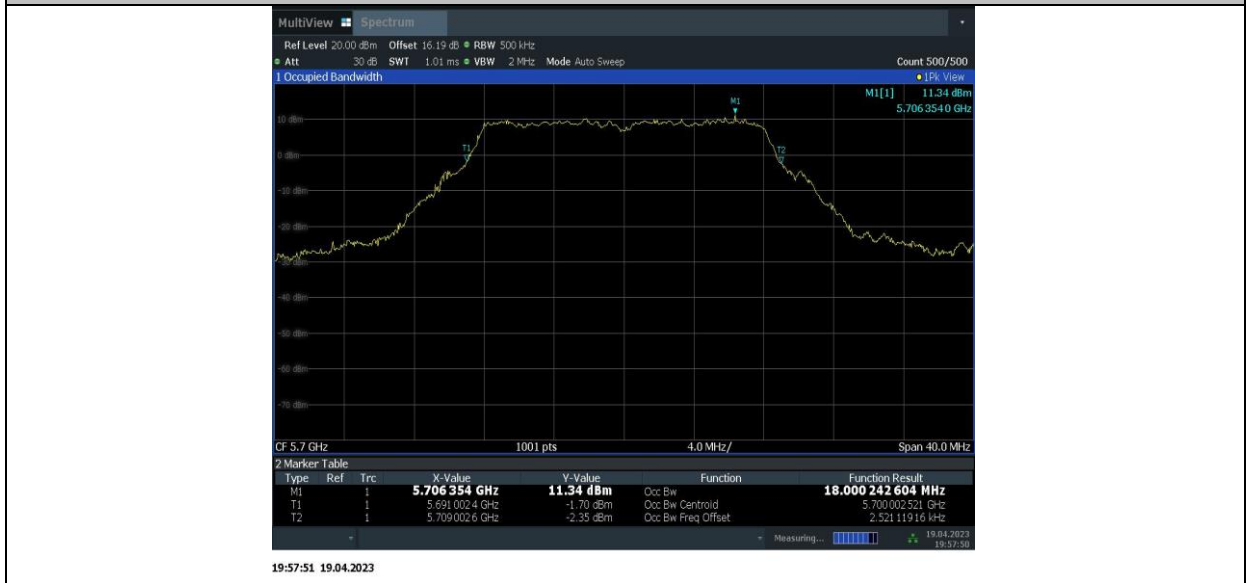 MultiView Spectrum
Ref Level 20.00 dBm Offset 16.19 dB RBW 500 kHz
Att 30 dB SWT 1.01 ms VBW 2 MHz Mode Auto Sweep Count 500/500
1 Occupied Bandwidth 1Pk View
M1[1] 11.34 dBm
5.706 354 0 GHz
M1
10 dBm
T1
T2
0 dBm
-10 dBm
-20 dBm
-30 dBm
-40 dBm
-50 dBm
-60 dBm
-70 dBm
CF 5.7 GHz 1001 pts 4.0 MHz/ Span 40.0 MHz
2 Marker Table
Type Ref Trc X-Value Y-Value Function Function Result
M1 1 5.706 354 GHz 11.34 dBm Occ Bw 18.000 242 604 MHz
T1 1 5.691 002 4 GHz -1.70 dBm Occ Bw Centroid 5.700 002 521 GHz
T2 1 5.709 002 6 GHz -2.35 dBm Occ Bw Freq Offset 2.521 119 16 kHz
Measuring... 19.04.2023
19:57:50
19:57:51 19.04.2023